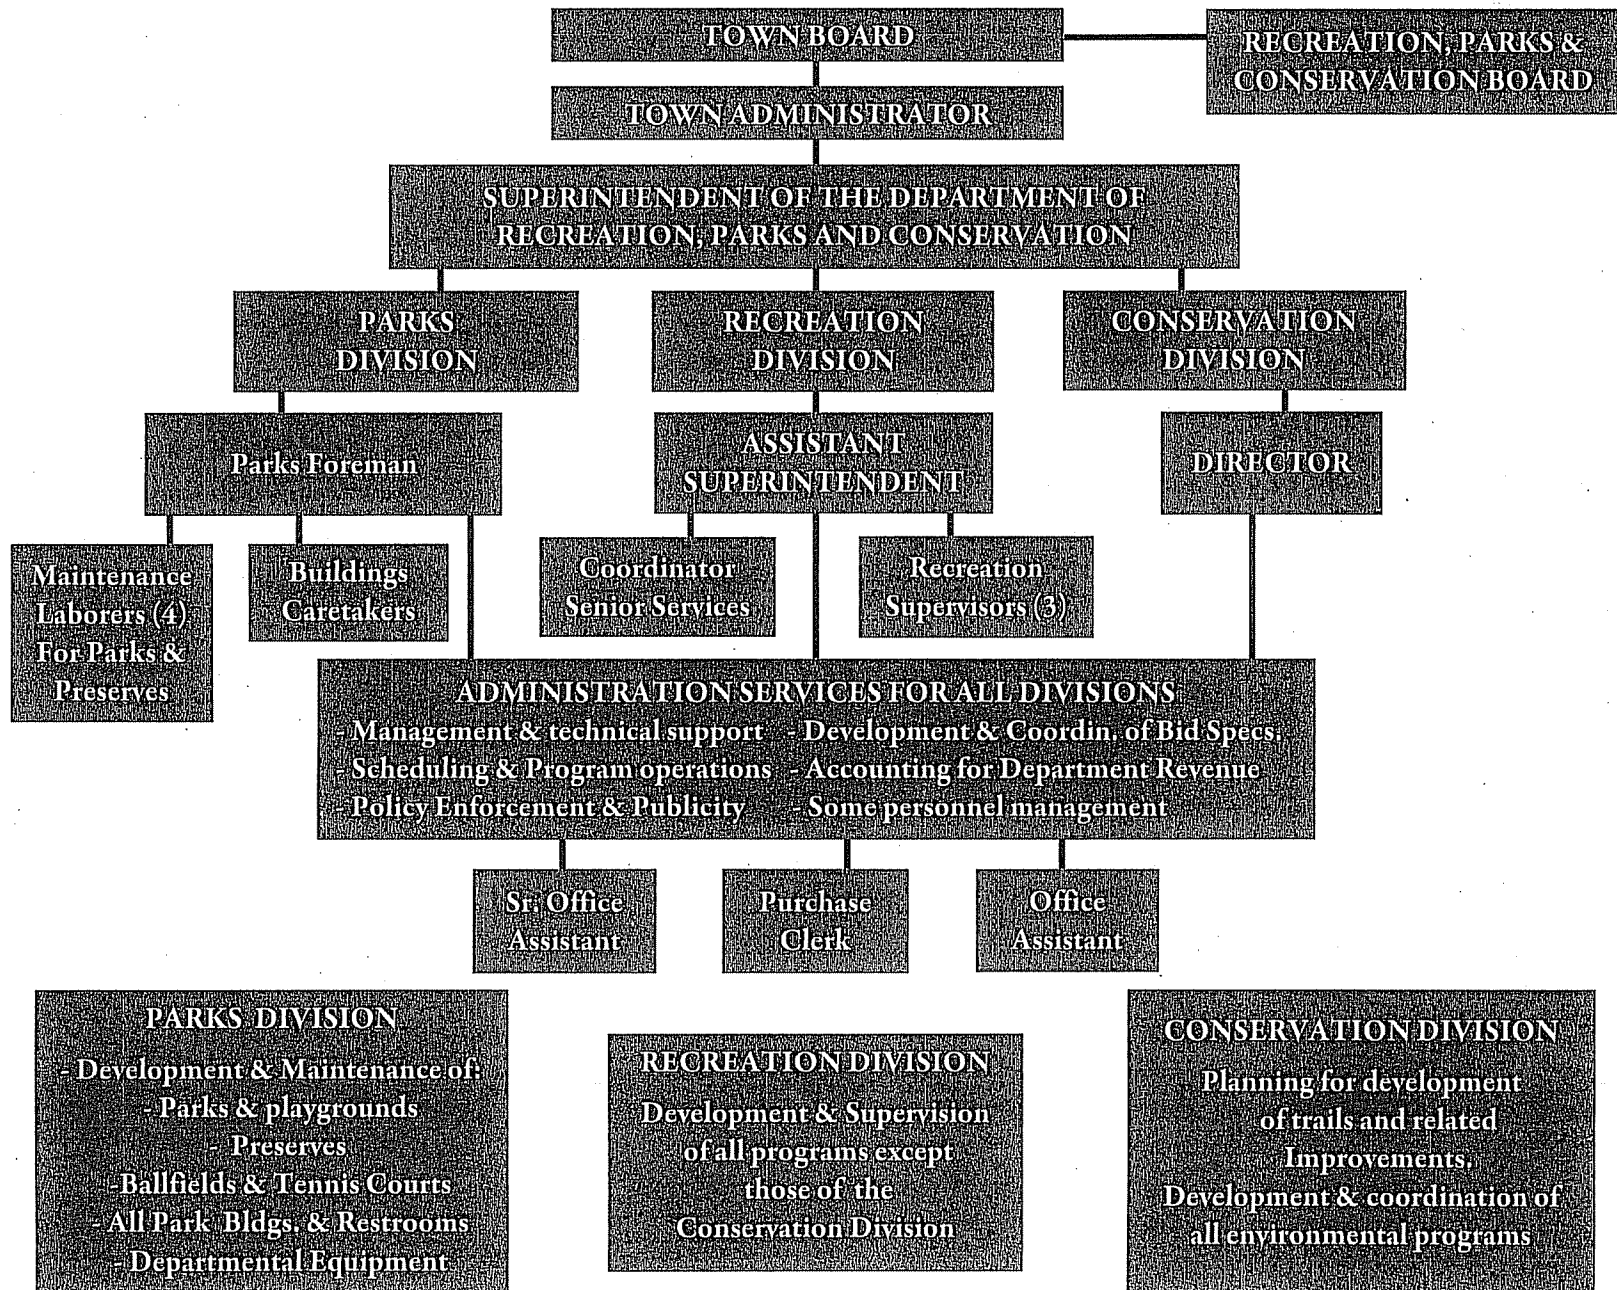 TOWN BOARD
RECREATION, PARKS &
CONSERVATION BOARD
TOWN ADMINISTRATOR
SUPERINTENDENT OF THE DEPARTMENT OF
RECREATION, PARKS AND CONSERVATION
PARKS
DIVISION
RECREATION
DIVISION
CONSERVATION
DIVISION
Parks Foreman
ASSISTANT
SUPERINTENDENT
DIRECTOR
Maintenance
Laborers (4)
For Parks &
Preserves
Buildings
Caretakers
Coordinator
Senior Services
Recreation
Supervisors (3)
ADMINISTRATION SERVICES FOR ALL DIVISIONS
- Management & technical support - Development & Coordin. of Bid Specs.
- Scheduling & Program operations - Accounting for Department Revenue
- Policy Enforcement & Publicity - Some personnel management
Sr. Office
Assistant
Purchase
Clerk
Office
Assistant
PARKS DIVISION
- Development & Maintenance of:
- Parks & playgrounds
- Preserves
-Ballfields & Tennis Courts
- All Park Bldgs. & Restrooms
- Departmental Equipment
RECREATION DIVISION
Development & Supervision
of all programs except
those of the
Conservation Division
CONSERVATION DIVISION
Planning for development
of trails and related
Improvements.
Development & coordination of
all environmental programs